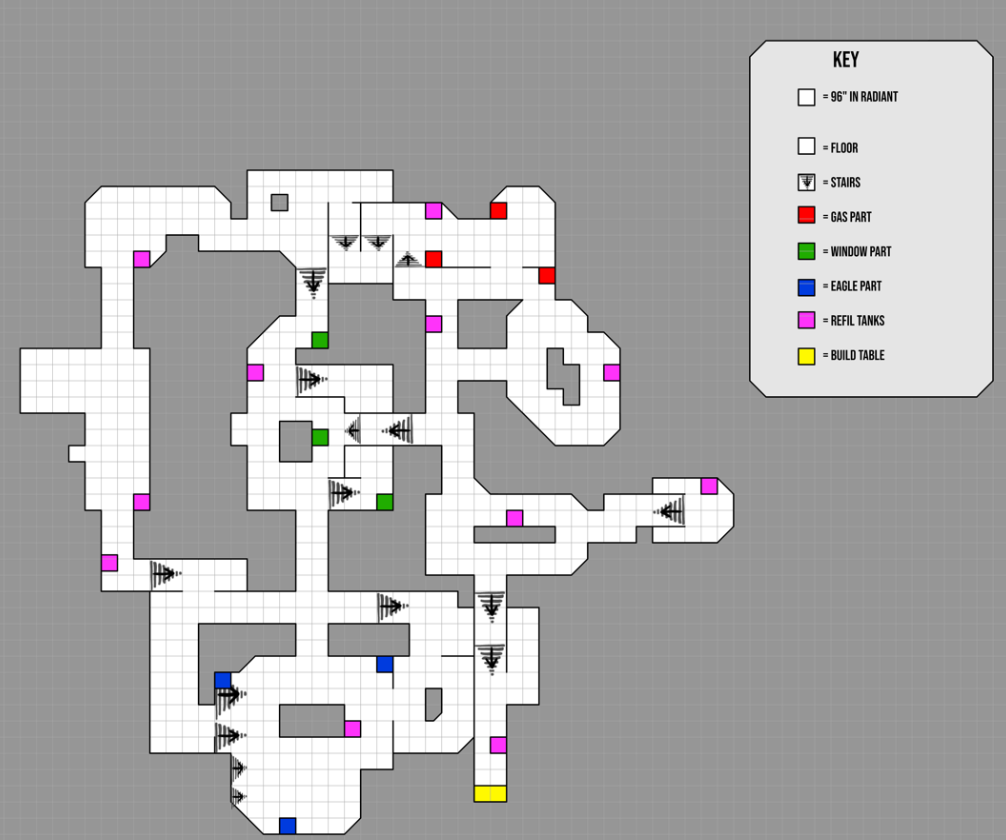 KEY
= 96" IN RADIANT
= FLOOR
= STAIRS
= GAS PART
= WINDOW PART
= EAGLE PART
= REFIL TANKS
= BUILD TABLE